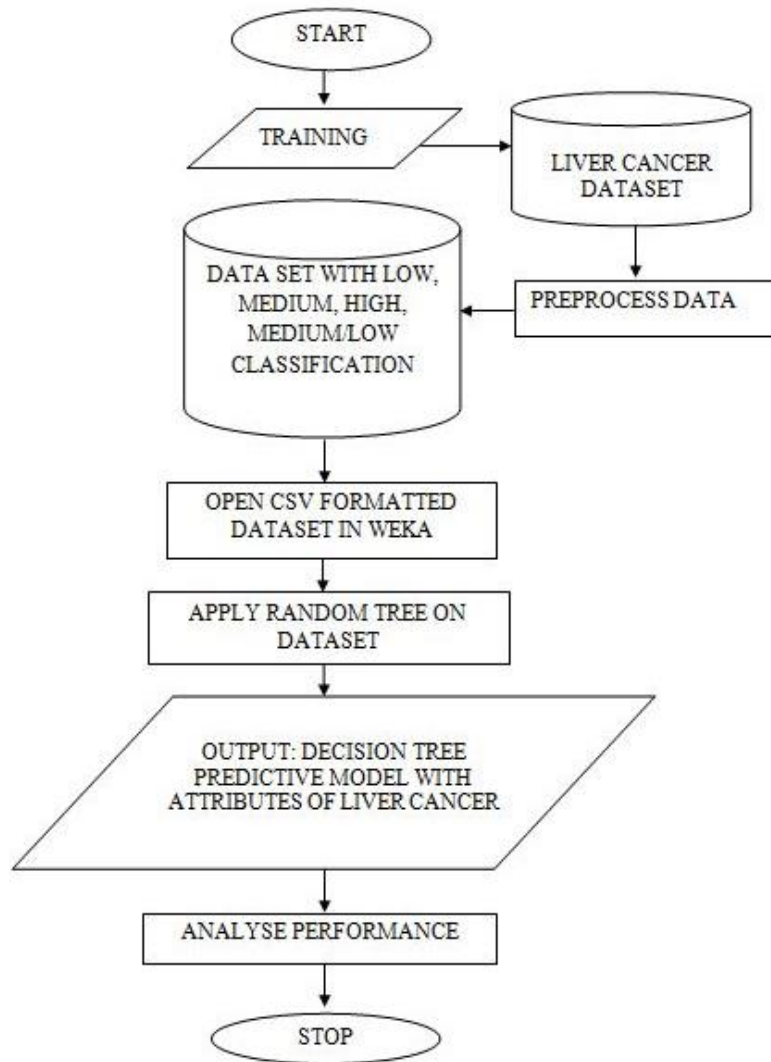 START
TRAINING
LIVER CANCER
DATASET
PREPROCESS DATA
DATA SET WITH LOW,
MEDIUM, HIGH,
MEDIUM/LOW
CLASSIFICATION
OPEN CSV FORMATTED
DATASET IN WEKA
APPLY RANDOM TREE ON
DATASET
OUTPUT: DECISION TREE
PREDICTIVE MODEL WITH
ATTRIBUTES OF LIVER CANCER
ANALYSE PERFORMANCE
STOP